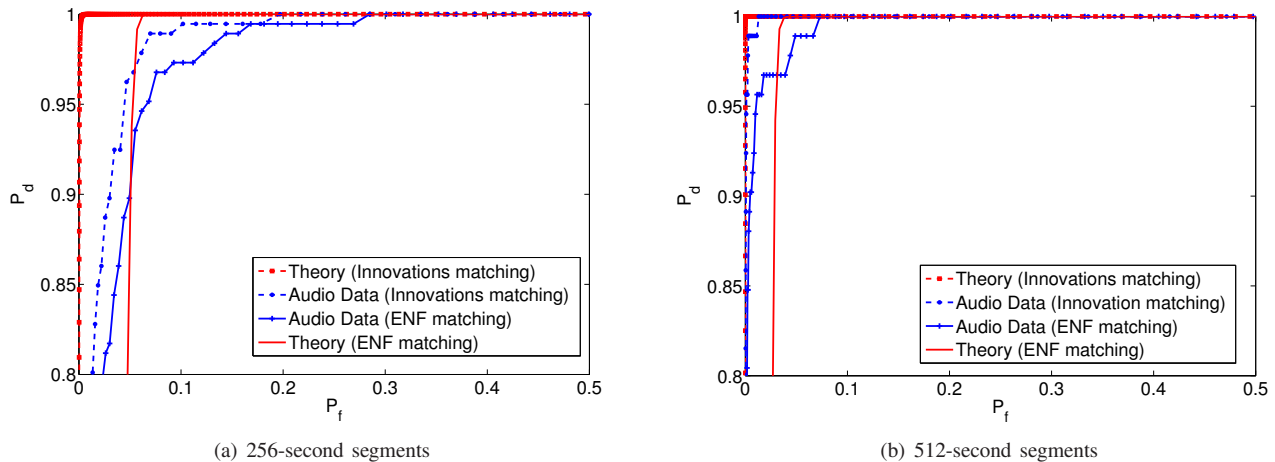 1
0.95
0.9
0.85
0.8
P_d
0
0.1
0.2
0.3
0.4
0.5
P_f
Theory (Innovations matching)
Audio Data (Innovations matching)
Audio Data (ENF matching)
Theory (ENF matching)
(a) 256-second segments
1
0.95
0.9
0.85
0.8
P_d
0
0.1
0.2
0.3
0.4
0.5
P_f
Theory (Innovations matching)
Audio Data (Innovation matching)
Audio Data (ENF matching)
Theory (ENF matching)
(b) 512-second segments